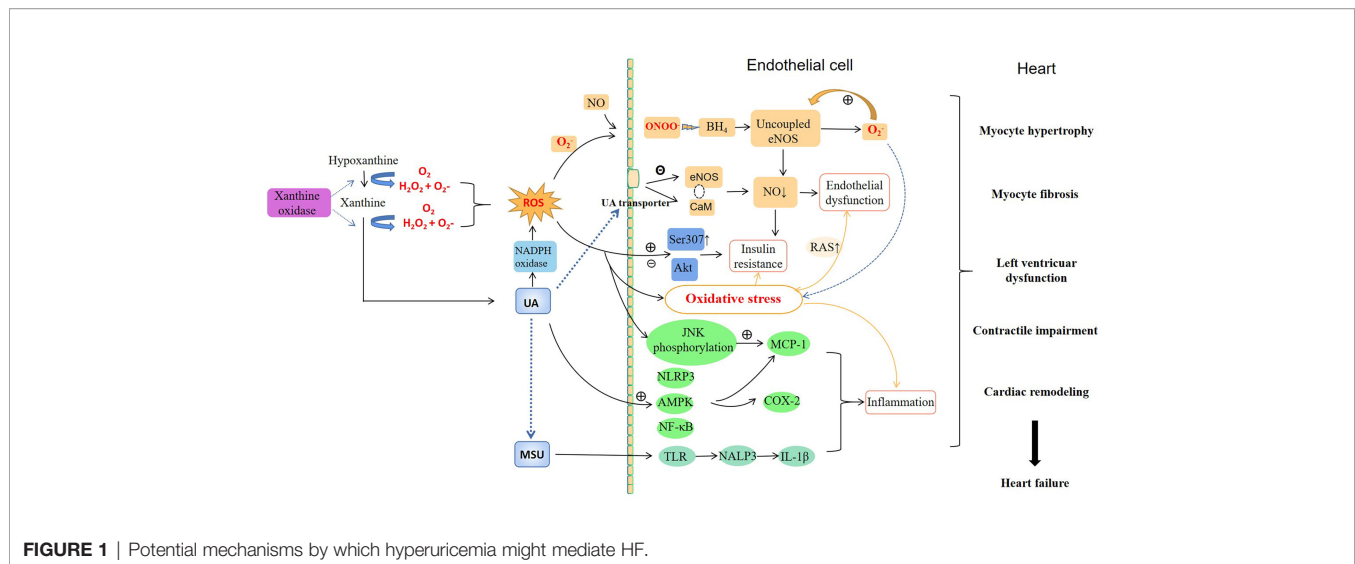 Endothelial cell
Heart
NO
O₂⁻
ONOO⁻
BH₄
Uncoupled
eNOS
⊕
O₂⁻
Myocyte hypertrophy
Hypoxanthine
O₂
H₂O₂ + O₂-
Xanthine
oxidase
Xanthine
O₂
H₂O₂ + O₂-
ROS
UA transporter
Θ
eNOS
CaM
NO↓
Endothelial
dysfunction
Myocyte fibrosis
NADPH
oxidase
⊕
⊖
Ser307↑
Akt
Insulin
resistance
RAS↑
Left ventricuar
dysfunction
UA
Oxidative stress
Contractile impairment
JNK
phosphorylation
⊕
MCP-1
NLRP3
⊕
AMPK
COX-2
NF-κB
Inflammation
Cardiac remodeling
MSU
TLR
NALP3
IL-1β
Heart failure
FIGURE 1 | Potential mechanisms by which hyperuricemia might mediate HF.